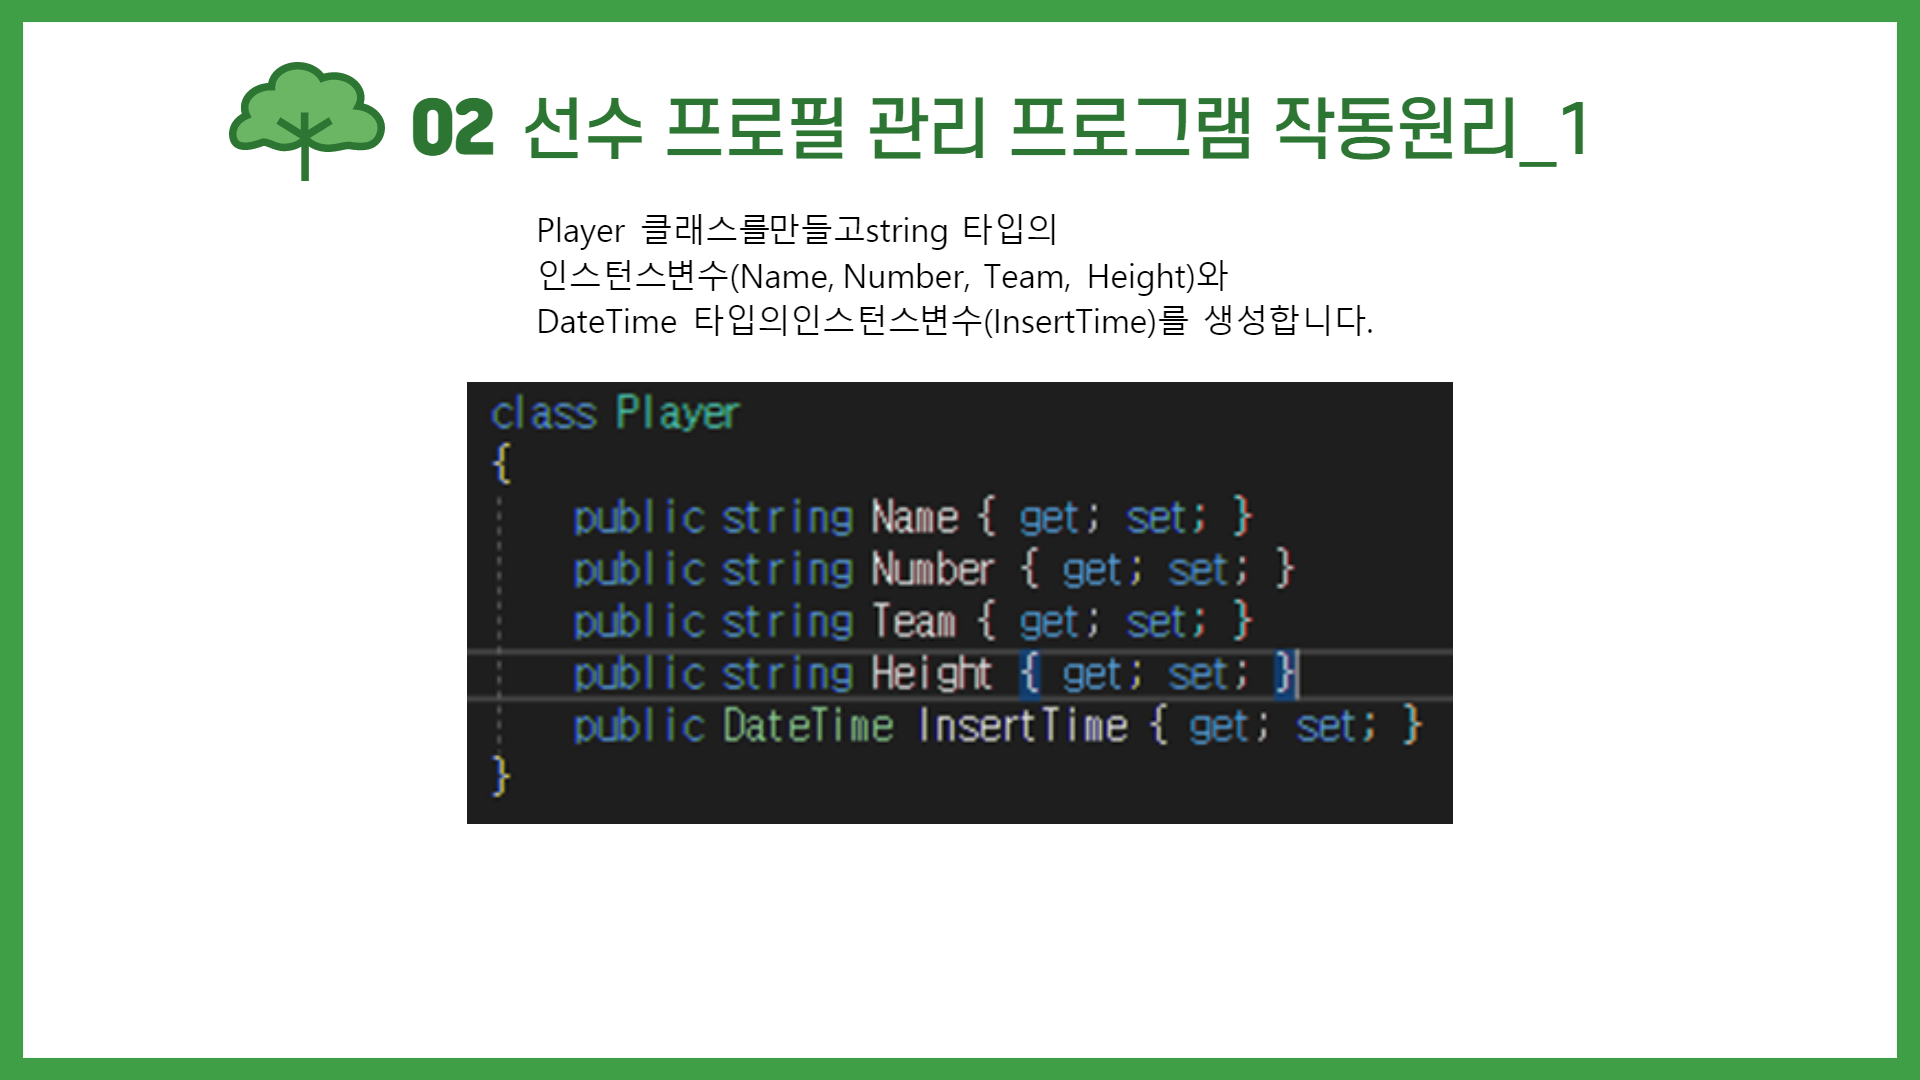 02 선수 프로필 관리 프로그램 작동원리_1
Player 클래스를만들고string 타입의
인스턴스변수(Name, Number, Team, Height)와
DateTime 타입의인스턴스변수(InsertTime)를 생성합니다.
class Player
{
public string Name { get; set; }
public string Number { get; set; }
public string Team { get; set; }
public string Height { get; set; }
public DateTime InsertTime { get; set; }
}